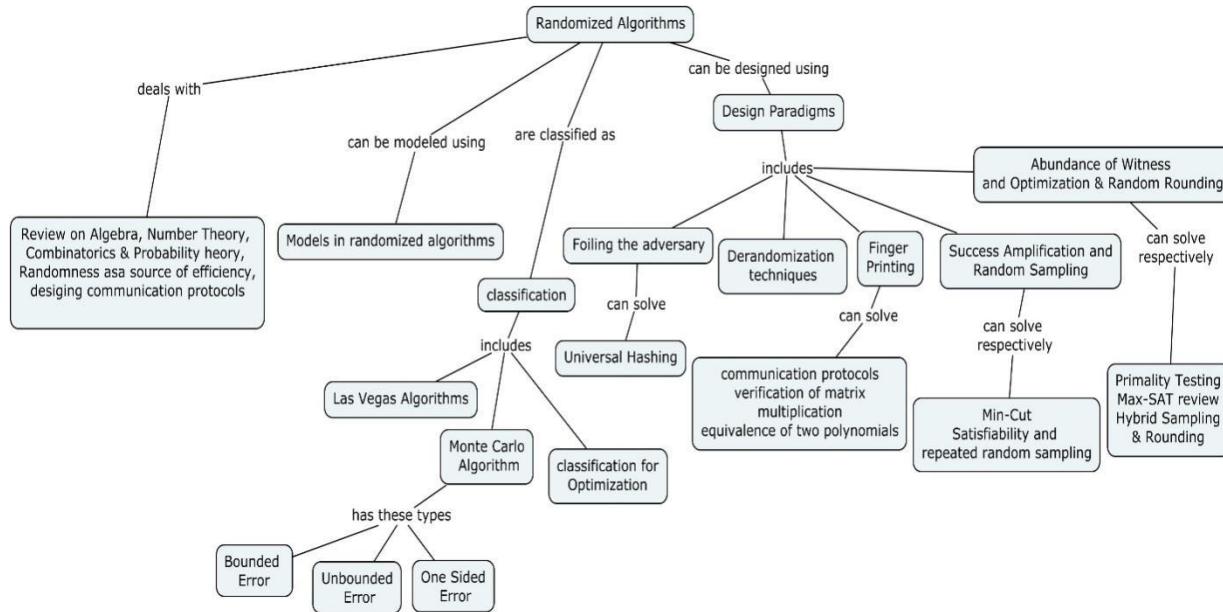 Randomized Algorithms
deals with
can be modeled using
are classified as
can be designed using
Design Paradigms
includes
Abundance of Witness
and Optimization & Random Rounding
can solve
respectively
Review on Algebra, Number Theory,
Combinatorics & Probability heory,
Randomness asa source of efficiency,
desiging communication protocols
Models in randomized algorithms
classification
Foiling the adversary
Derandomization
techniques
Finger
Printing
Success Amplification and
Random Sampling
can solve
can solve
can solve
respectively
includes
Universal Hashing
communication protocols
verification of matrix
multiplication
equivalence of two polynomials
Min-Cut
Satisfiability and
repeated random sampling
Primality Testing
Max-SAT review
Hybrid Sampling
& Rounding
Las Vegas Algorithms
Monte Carlo
Algorithm
classification for
Optimization
has these types
Bounded
Error
Unbounded
Error
One Sided
Error